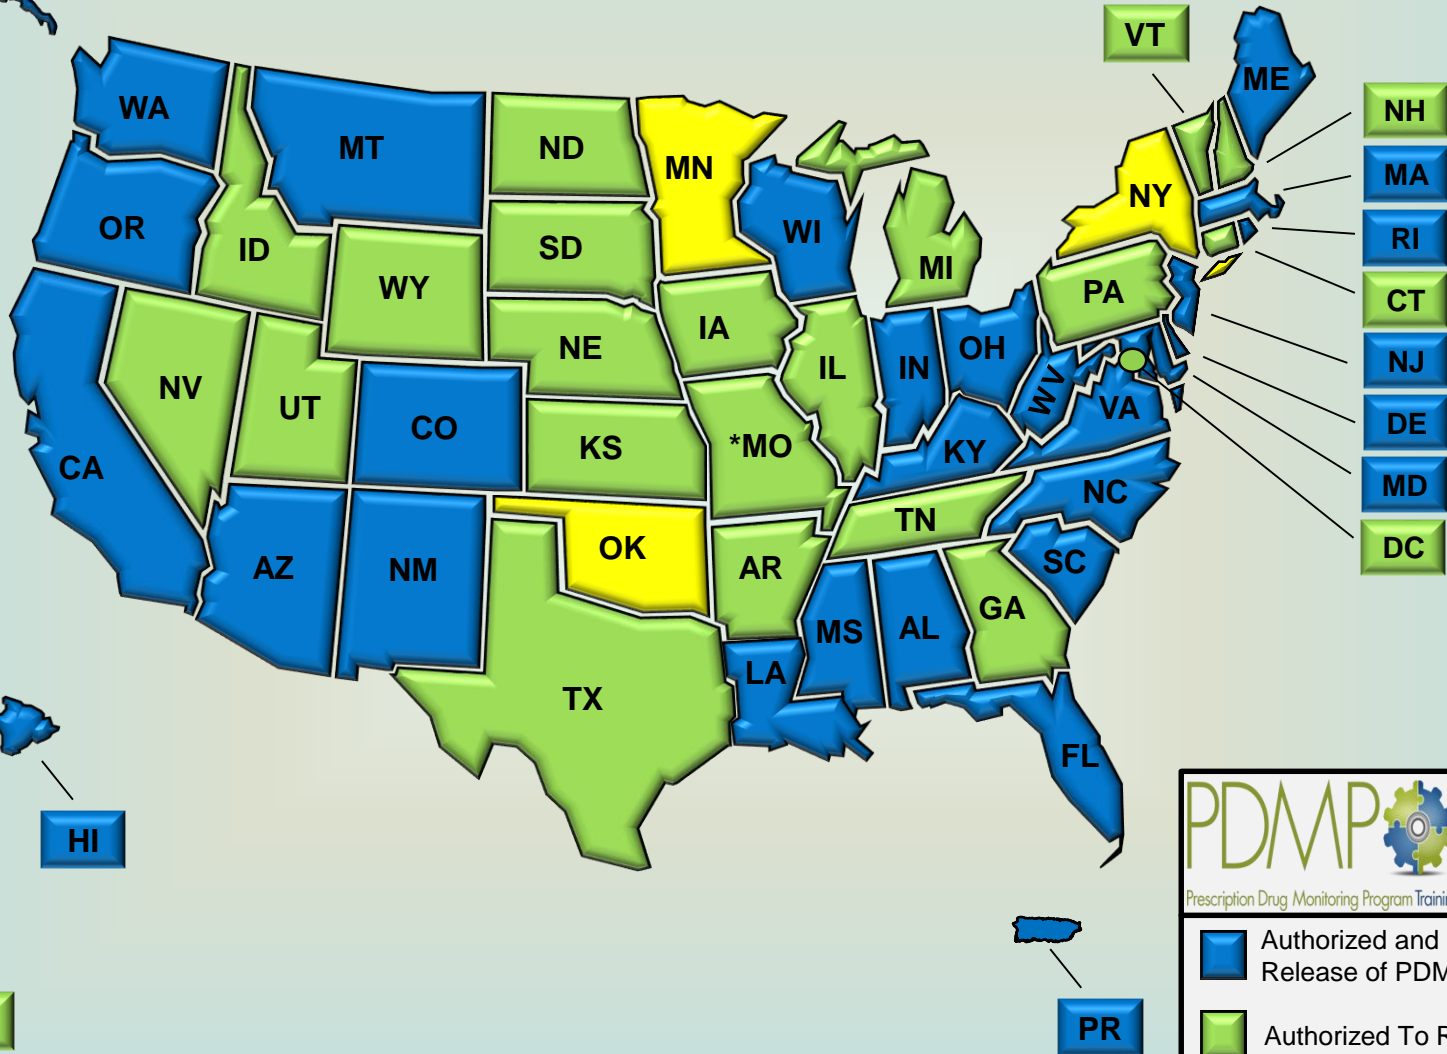 VT
ME
WA
NH
MT
ND
MN
MA
NY
OR
WI
RI
ID
SD
MI
WY
PA
CT
IA
NE
OH
NJ
IL
IN
NV
UT
WV
VA
DE
CO
KS
*MO
KY
CA
MD
NC
TN
OK
DC
AZ
NM
AR
SC
GA
MS
AL
LA
TX
FL
HI
PDMP
Prescription Drug Monitoring Program
Authorized and
Release of
PR
Authorized To